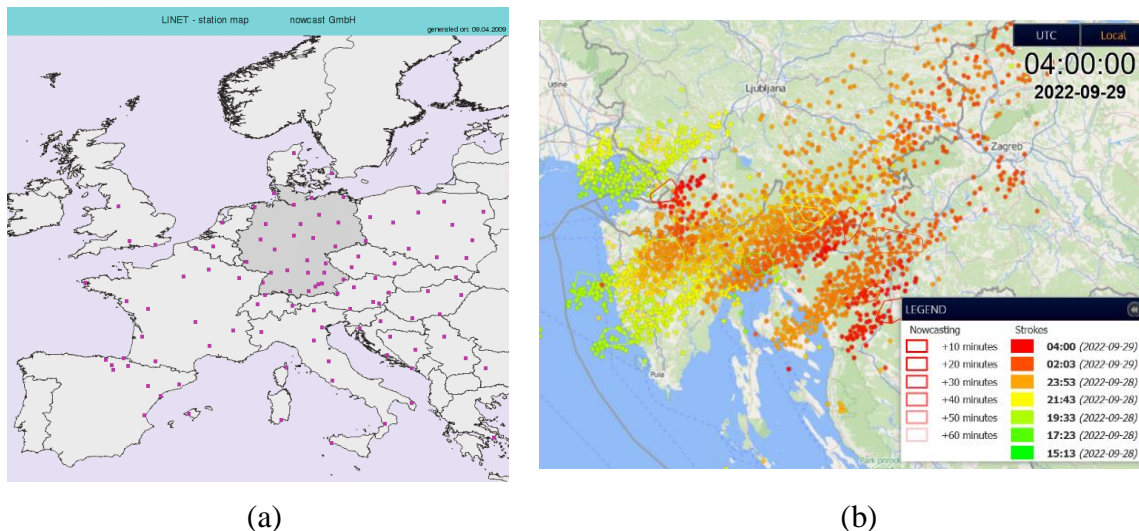 LINET - station map nowcast GmbH
generated on: 09.04.2009
UTC Local
04:00:00
2022-09-29
Udine
Ljubljana
Zagreb
Pula
LEGEND
Nowcasting Strokes
+10 minutes 04:00 (2022-09-29)
+20 minutes 02:03 (2022-09-29)
+30 minutes 23:53 (2022-09-28)
+40 minutes 21:43 (2022-09-28)
+50 minutes 19:33 (2022-09-28)
+60 minutes 17:23 (2022-09-28)
15:13 (2022-09-28)
(a) (b)